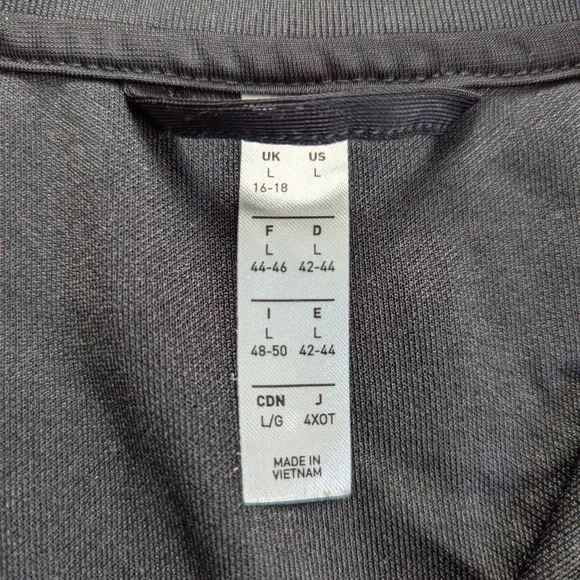 UK US
L L
16-18
F D
L L
44-46 42-44
I E
L L
48-50 42-44
CDN J
L/G 4XOT
MADE IN
VIETNAM